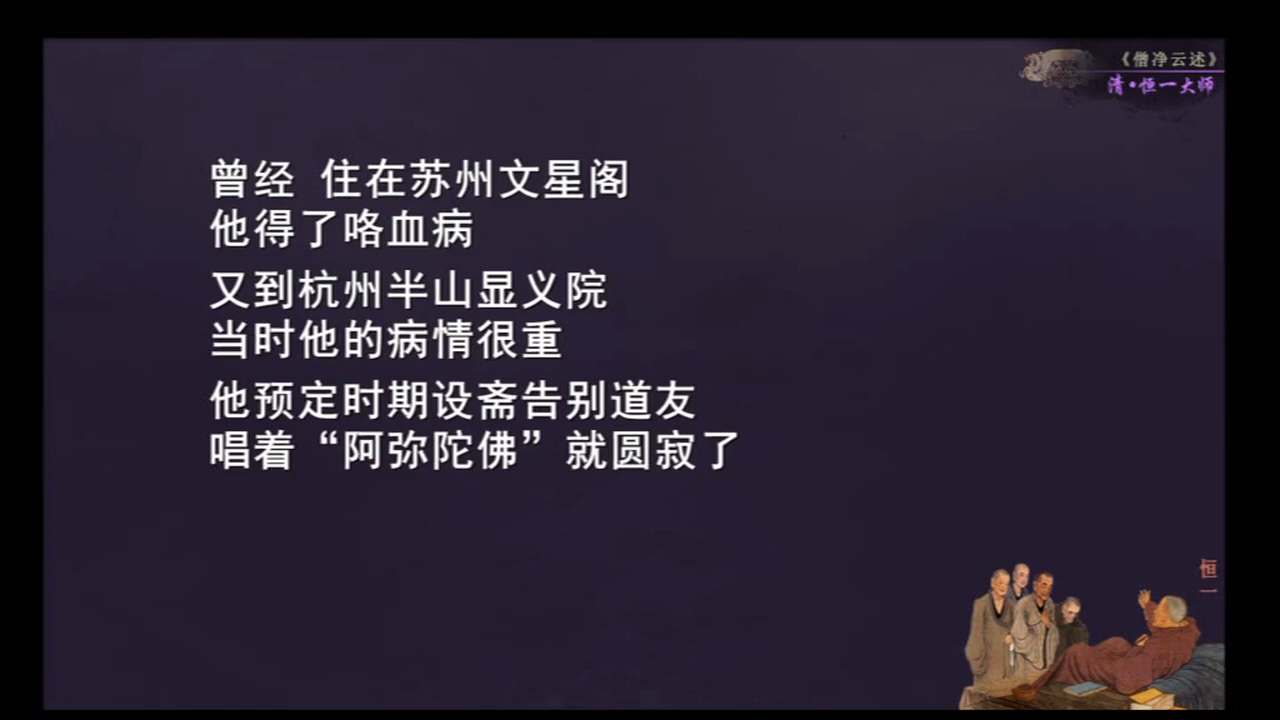 《僧净云述》
清·恒一大师
曾经 住在苏州文星阁
他得了咯血病
又到杭州半山显义院
当时他的病情很重
他预定时期设斋告别道友
唱着“阿弥陀佛”就圆寂了
恒一